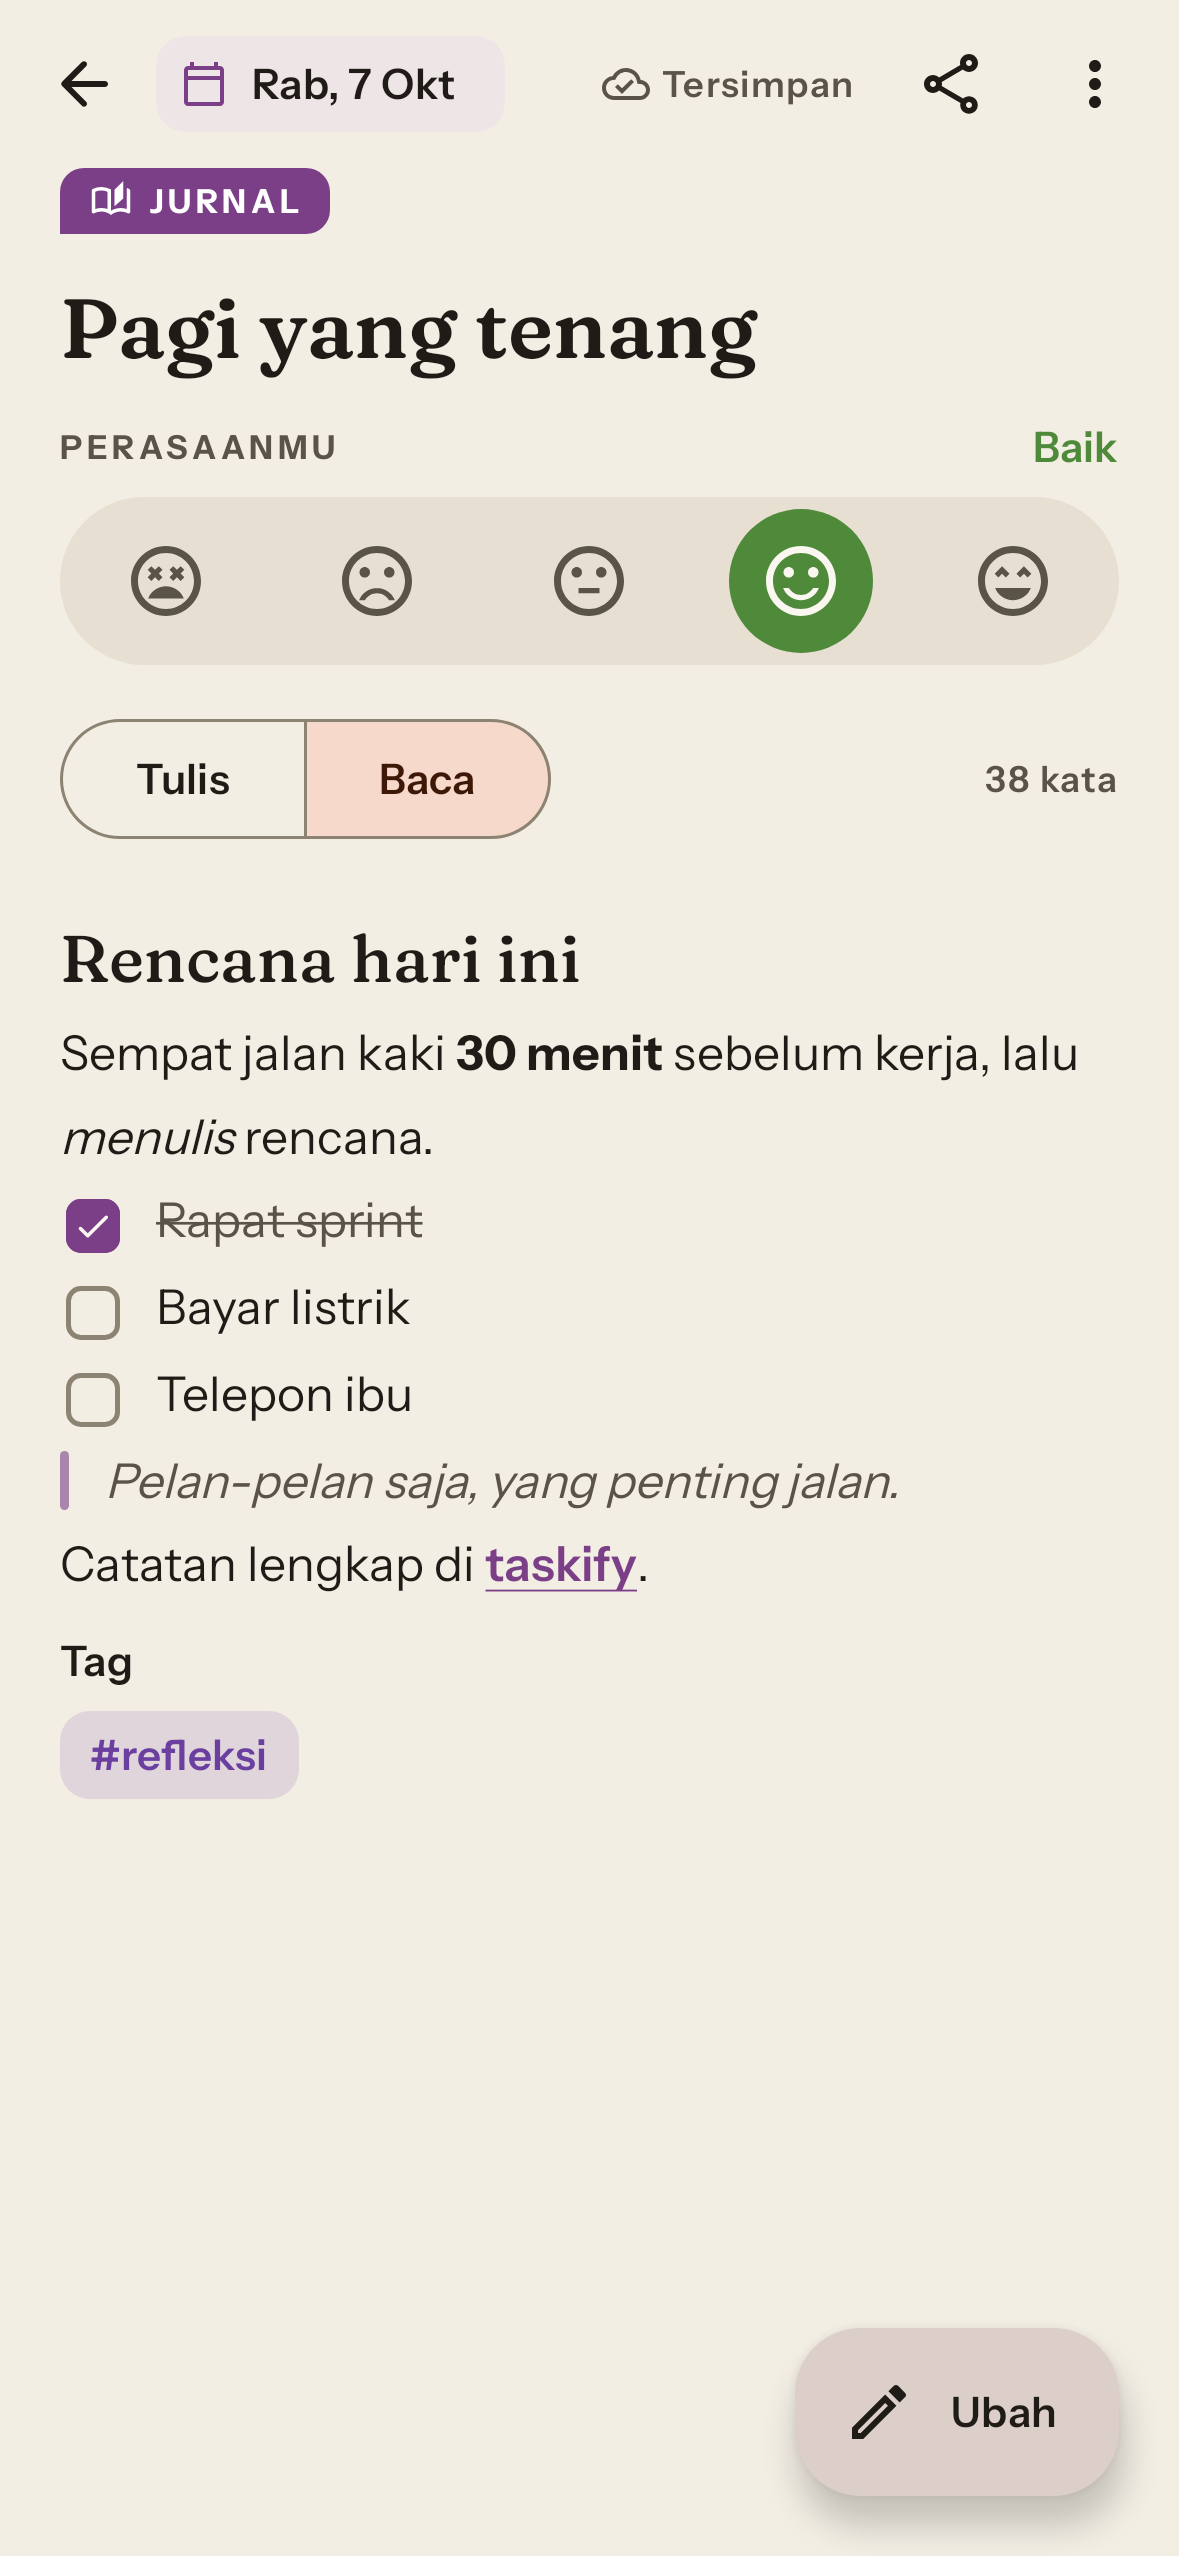 Rab, 7 Okt
Tersimpan
JURNAL
Pagi yang tenang
PERASAANMU
Baik
Tulis
Baca
38 kata
Rencana hari ini
Sempat jalan kaki 30 menit sebelum kerja, lalu
menulis rencana.
Rapat sprint
Bayar listrik
Telepon ibu
Pelan-pelan saja, yang penting jalan.
Catatan lengkap di taskify.
Tag
#refleksi
Ubah